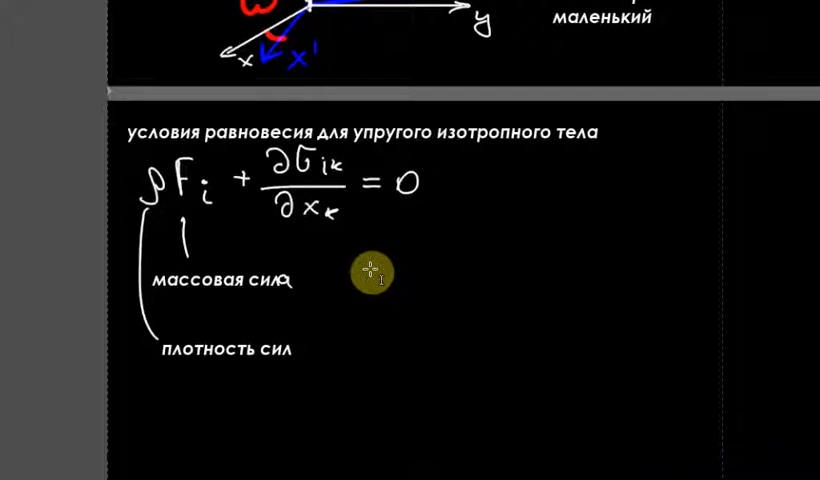 ω
y
маленький
x
x'
условия равновесия для упругого изотропного тела
ρFᵢ + ∂σᵢₖ/∂xₖ = 0
массовая сила
плотность сил